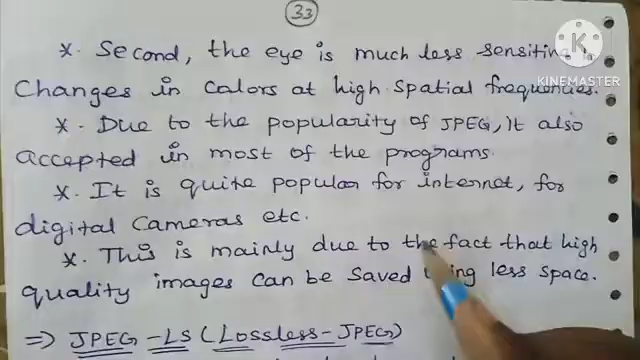 33
* Second, the eye is much less sensitive
changes in colors at high spatial frequencies.
* Due to the popularity of JPEG, it also
accepted in most of the programs.
* It is quite popular for internet, for
digital cameras etc.
* This is mainly due to the fact that high
quality images can be saved using less space.
⇒ JPEG-LS (Lossless-JPEG)
K
KINEMASTER